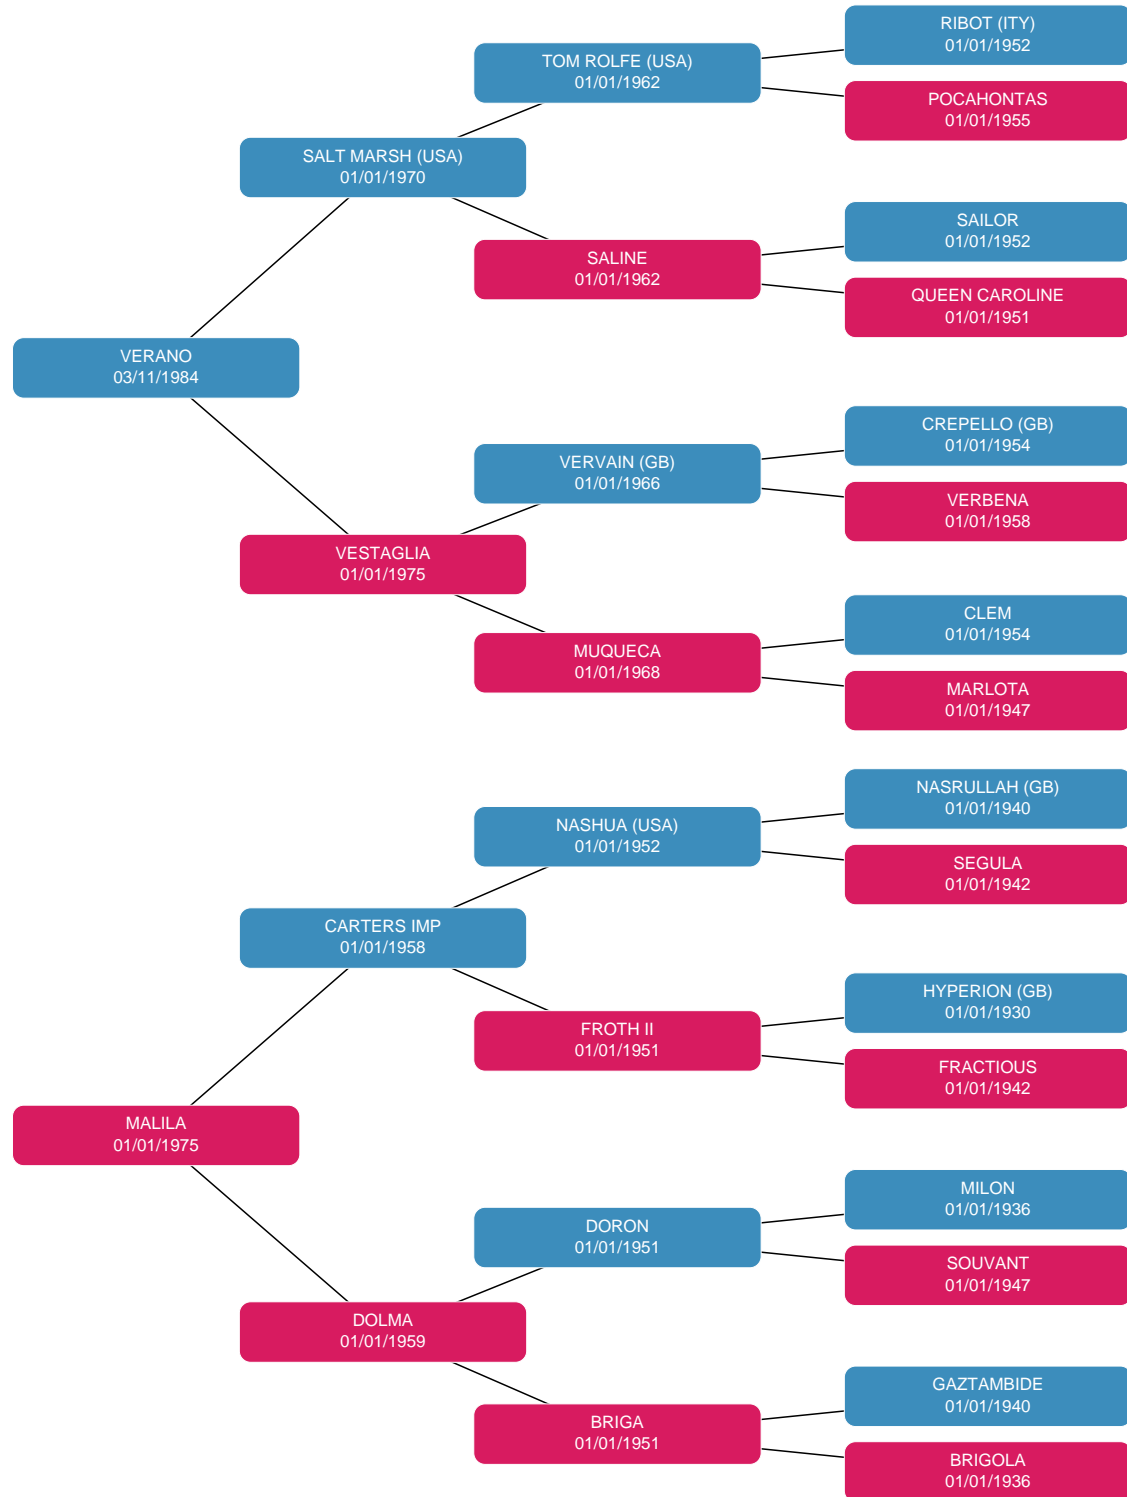 RIBOT (ITY)
01/01/1952
TOM ROLFE (USA)
01/01/1962
POCAHONTAS
01/01/1955
SALT MARSH (USA)
01/01/1970
SAILOR
01/01/1952
SALINE
01/01/1962
QUEEN CAROLINE
01/01/1951
VERANO
03/11/1984
CREPELLO (GB)
01/01/1954
VERVAIN (GB)
01/01/1966
VERBENA
01/01/1958
VESTAGLIA
01/01/1975
CLEM
01/01/1954
MUQUECA
01/01/1968
MARLOTA
01/01/1947
NASRULLAH (GB)
01/01/1940
NASHUA (USA)
01/01/1952
SEGULA
01/01/1942
CARTERS IMP
01/01/1958
HYPERION (GB)
01/01/1930
FROTH II
01/01/1951
FRACTIOUS
01/01/1942
MALILA
01/01/1975
MILON
01/01/1936
DORON
01/01/1951
SOUVANT
01/01/1947
DOLMA
01/01/1959
GAZTAMBIDE
01/01/1940
BRIGA
01/01/1951
BRIGOLA
01/01/1936